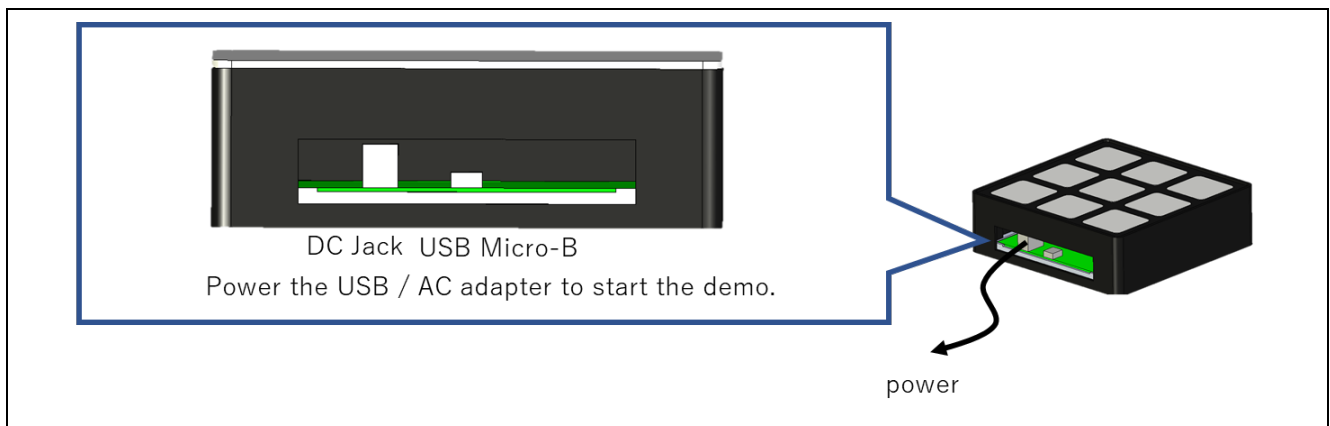 DC Jack USB Micro-B
Power the USB / AC adapter to start the demo.
power